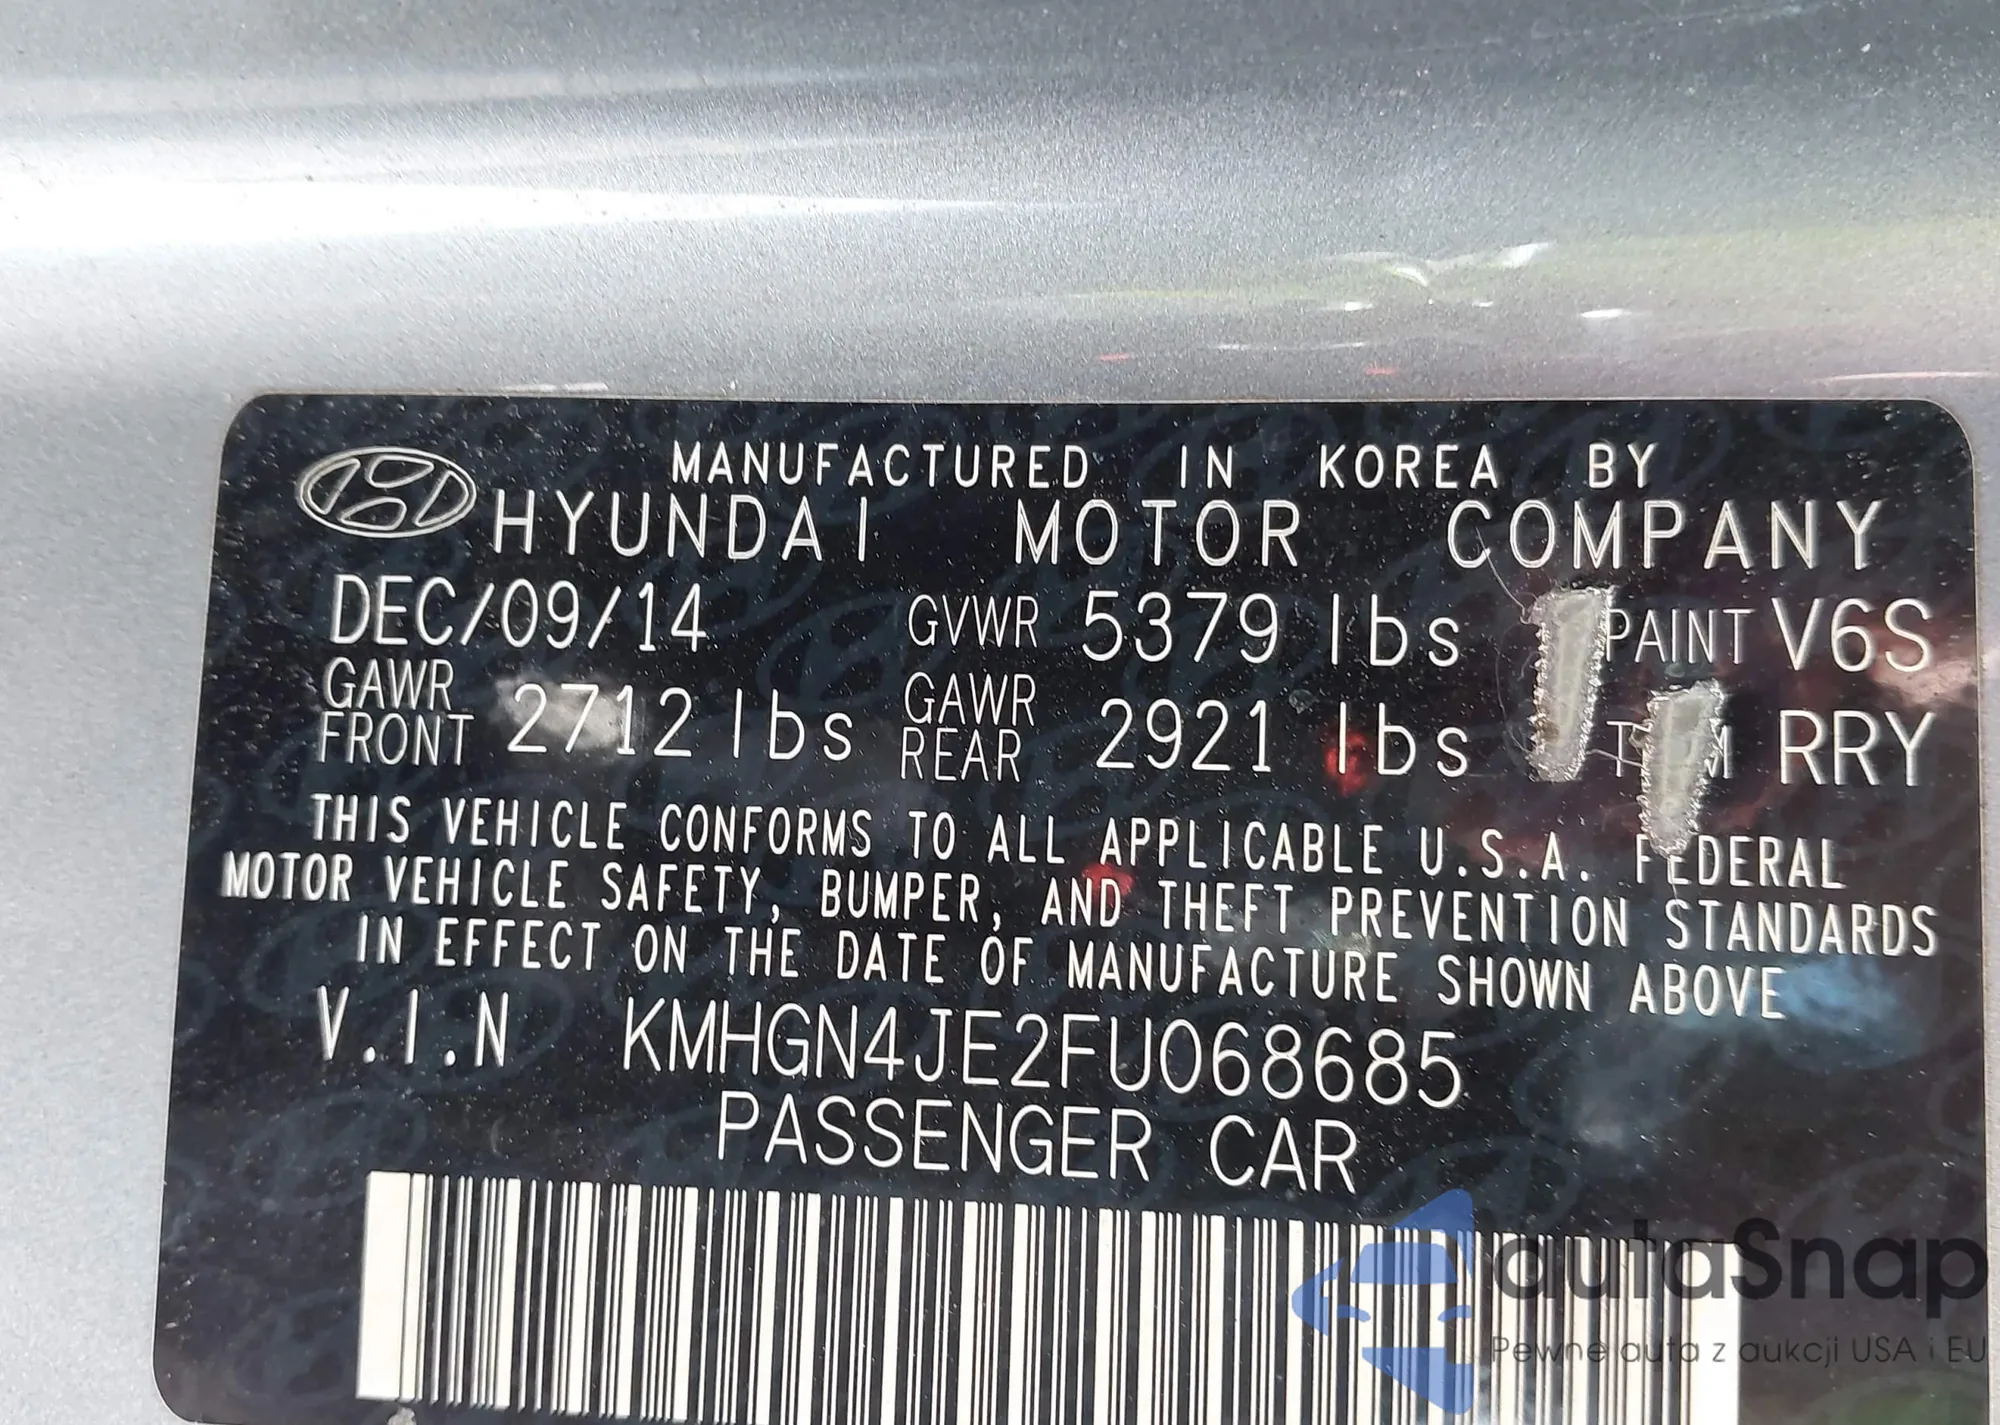 MANUFACTURED IN KOREA BY
HYUNDAI MOTOR COMPANY
DEC/09/14 GVWR 5379 lbs PAINT V6S
GAWR FRONT 2712 lbs GAWR REAR 2921 lbs RRY
THIS VEHICLE CONFORMS TO ALL APPLICABLE U.S.A. FEDERAL
MOTOR VEHICLE SAFETY, BUMPER, AND THEFT PREVENTION STANDARDS
IN EFFECT ON THE DATE OF MANUFACTURE SHOWN ABOVE
V.I.N KMHGN4JE2FU068685
PASSENGER CAR
autaSnap
Pewne auta z aukcji USA i EU